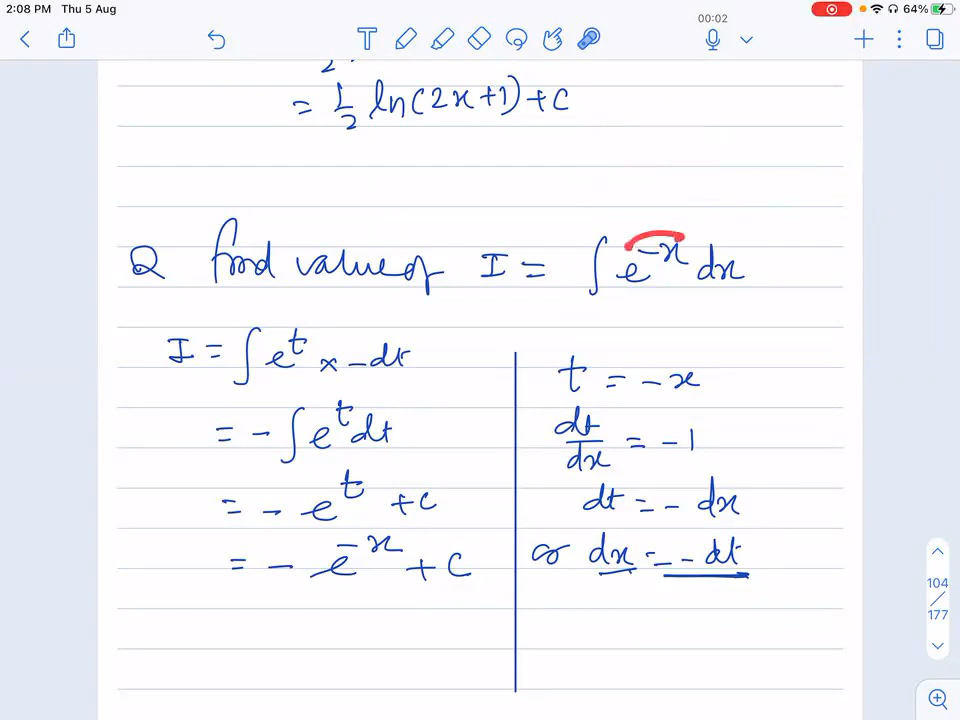 2:08 PM Thu 5 Aug
64%
00:02
T
= 1/2 ln(2x+1)+C
Q find value of I = ∫ e^-x dx
I = ∫ e^t x -dt
= - ∫ e^t dt
= - e^t + C
= - e^-x + C
t = -x
dt/dx = -1
dt = - dx
or dx = - dt
104
/
177